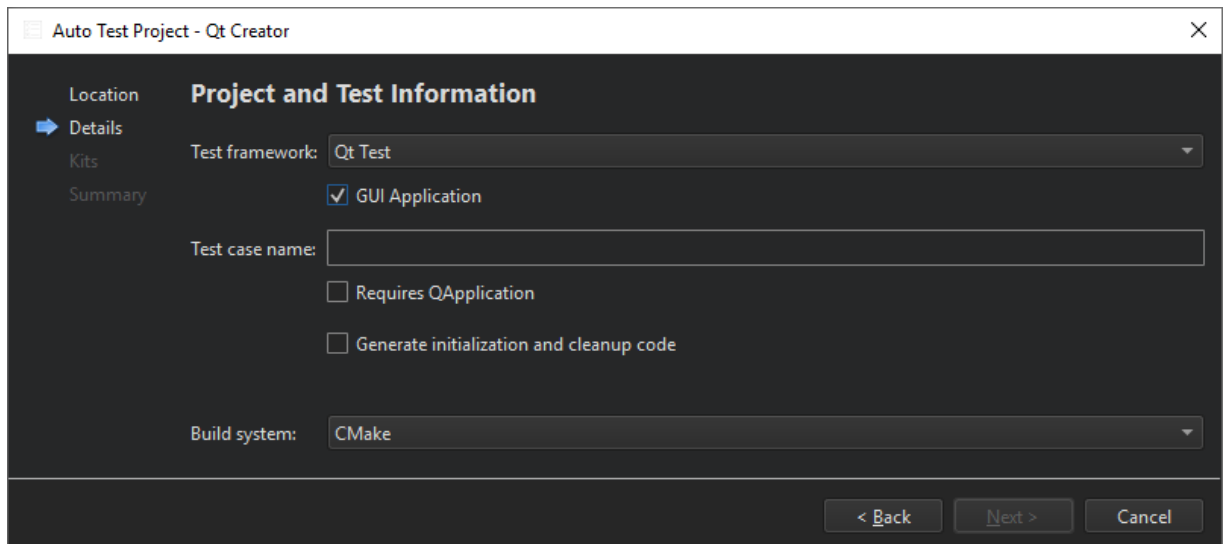 Auto Test Project - Qt Creator
Location
Details
Kits
Summary
Project and Test Information
Test framework: Qt Test
GUI Application
Test case name:
Requires QApplication
Generate initialization and cleanup code
Build system: CMake
< Back Next > Cancel